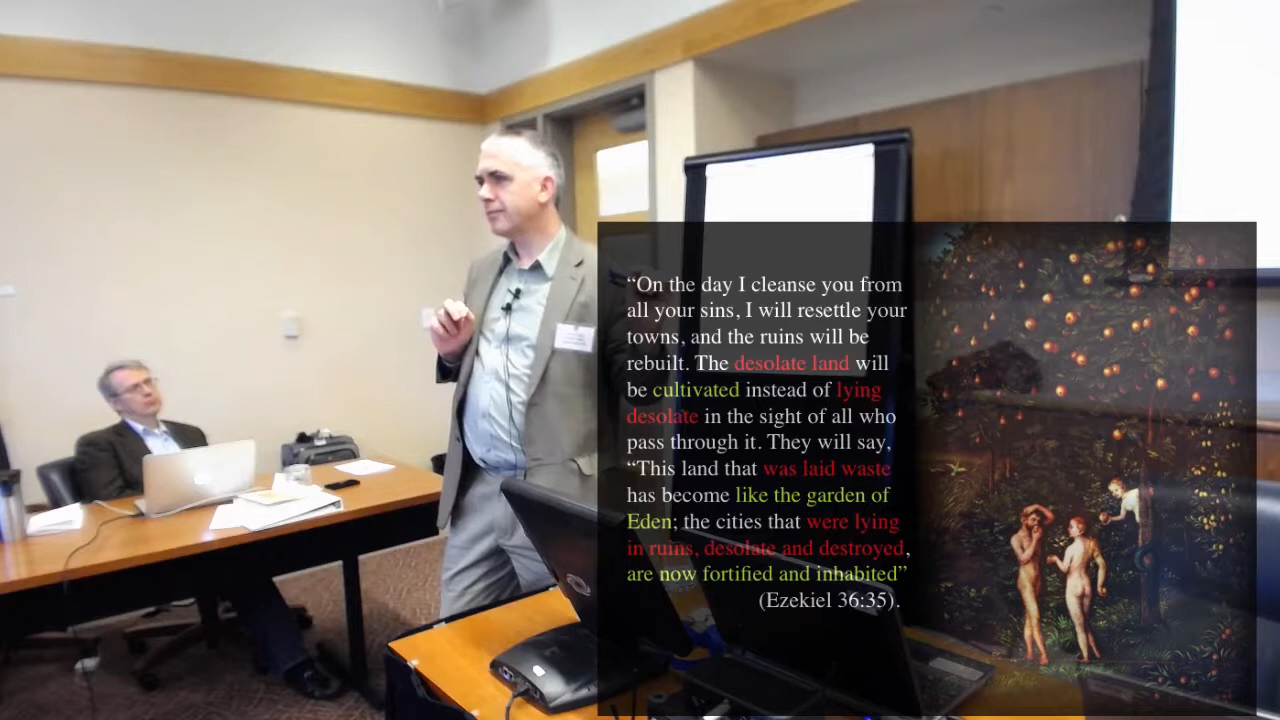 “On the day I cleanse you from
all your sins, I will resettle your
towns, and the ruins will be
rebuilt. The desolate land will
be cultivated instead of lying
desolate in the sight of all who
pass through it. They will say,
“This land that was laid waste
has become like the garden of
Eden; the cities that were lying
in ruins, desolate and destroyed,
are now fortified and inhabited”
(Ezekiel 36:35).